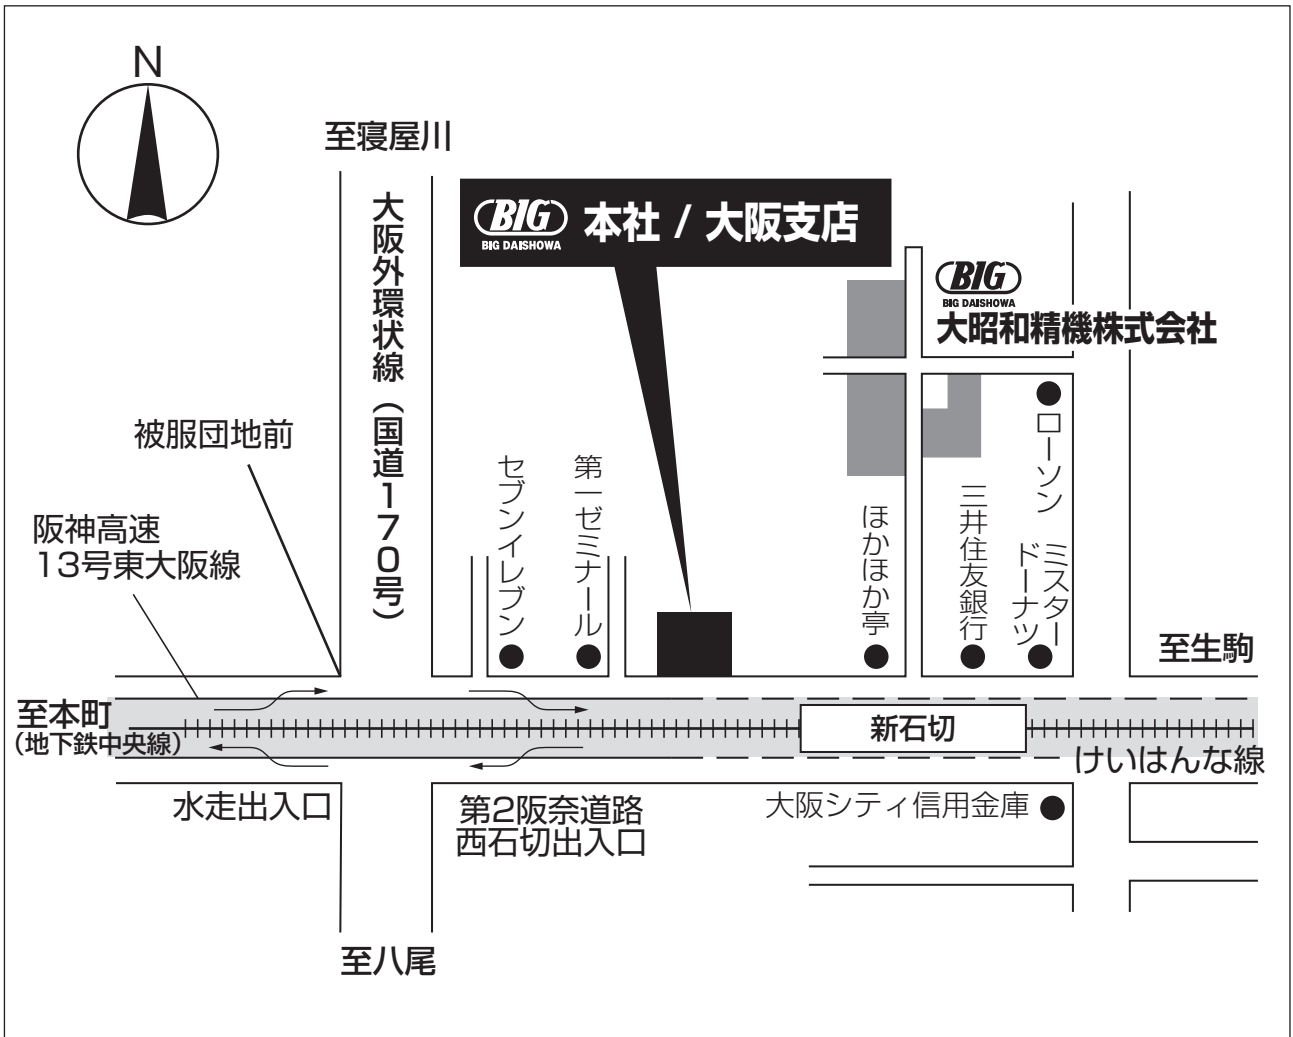 N
至寝屋川
大阪外環状線（国道170号）
BIG
BIG DAISHOWA
本社 / 大阪支店
BIG
BIG DAISHOWA
大昭和精機株式会社
被服団地前
阪神高速
13号東大阪線
セブンイレブン
第一ゼミナール
ほかほか亭
三井住友銀行
ローソン
ミスター
ドーナツ
至生駒
至本町
（地下鉄中央線）
新石切
けいはんな線
水走出入口
第2阪奈道路
西石切出入口
大阪シティ信用金庫
至八尾